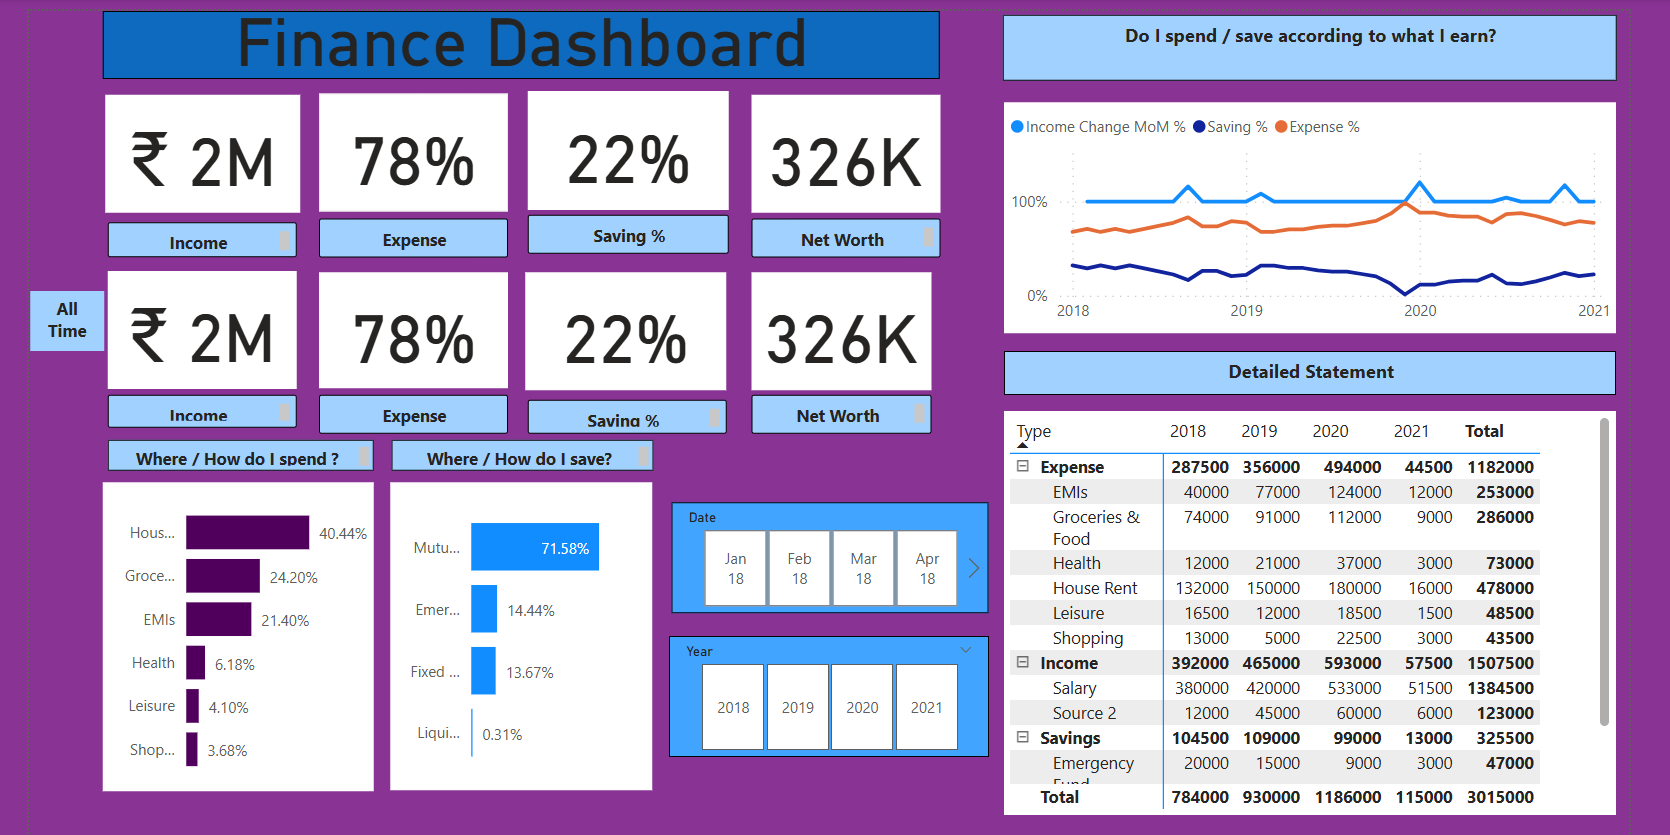 Finance Dashboard
₹ 2M
78%
22%
326K
Income
Expense
Saving %
Net Worth
All
Time
₹ 2M
78%
22%
326K
Income
Expense
Saving %
Net Worth
Where / How do I spend ?
Hous... 40.44%
Groce... 24.20%
EMIs 21.40%
Health 6.18%
Leisure 4.10%
Shop... 3.68%
Where / How do I save?
Mutu... 71.58%
Emer... 14.44%
Fixed ... 13.67%
Liqui... 0.31%
Date
Jan
18
Feb
18
Mar
18
Apr
18
Year
2018 2019 2020 2021
Do I spend / save according to what I earn?
Income Change MoM % Saving % Expense %
100%
0%
2018 2019 2020 2021
Detailed Statement
Type 2018 2019 2020 2021 Total
Expense 287500 356000 494000 44500 1182000
EMIs 40000 77000 124000 12000 253000
Groceries & 74000 91000 112000 9000 286000
Food
Health 12000 21000 37000 3000 73000
House Rent 132000 150000 180000 16000 478000
Leisure 16500 12000 18500 1500 48500
Shopping 13000 5000 22500 3000 43500
Income 392000 465000 593000 57500 1507500
Salary 380000 420000 533000 51500 1384500
Source 2 12000 45000 60000 6000 123000
Savings 104500 109000 99000 13000 325500
Emergency 20000 15000 9000 3000 47000
Fund
Total 784000 930000 1186000 115000 3015000